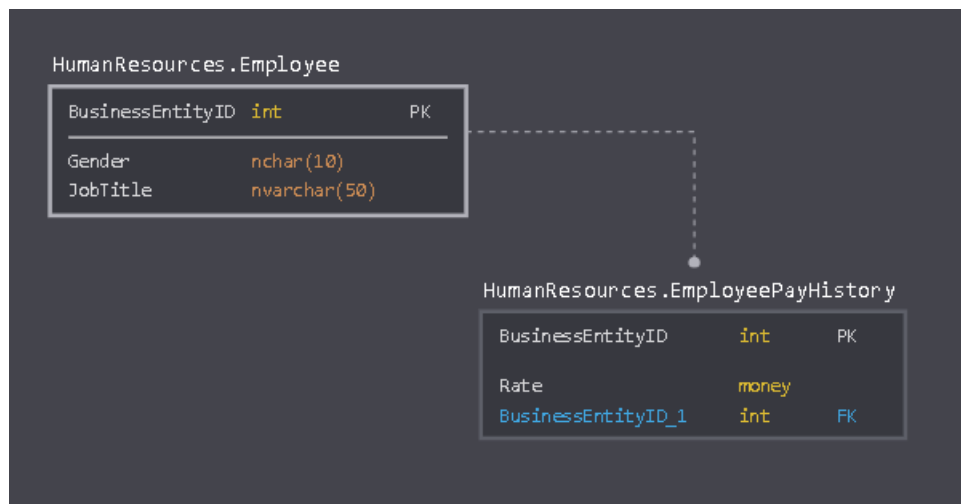 HumanResources.Employee
BusinessEntityID int PK
Gender nchar(10)
JobTitle nvarchar(50)
HumanResources.EmployeePayHistory
BusinessEntityID int PK
Rate money
BusinessEntityID_1 int FK